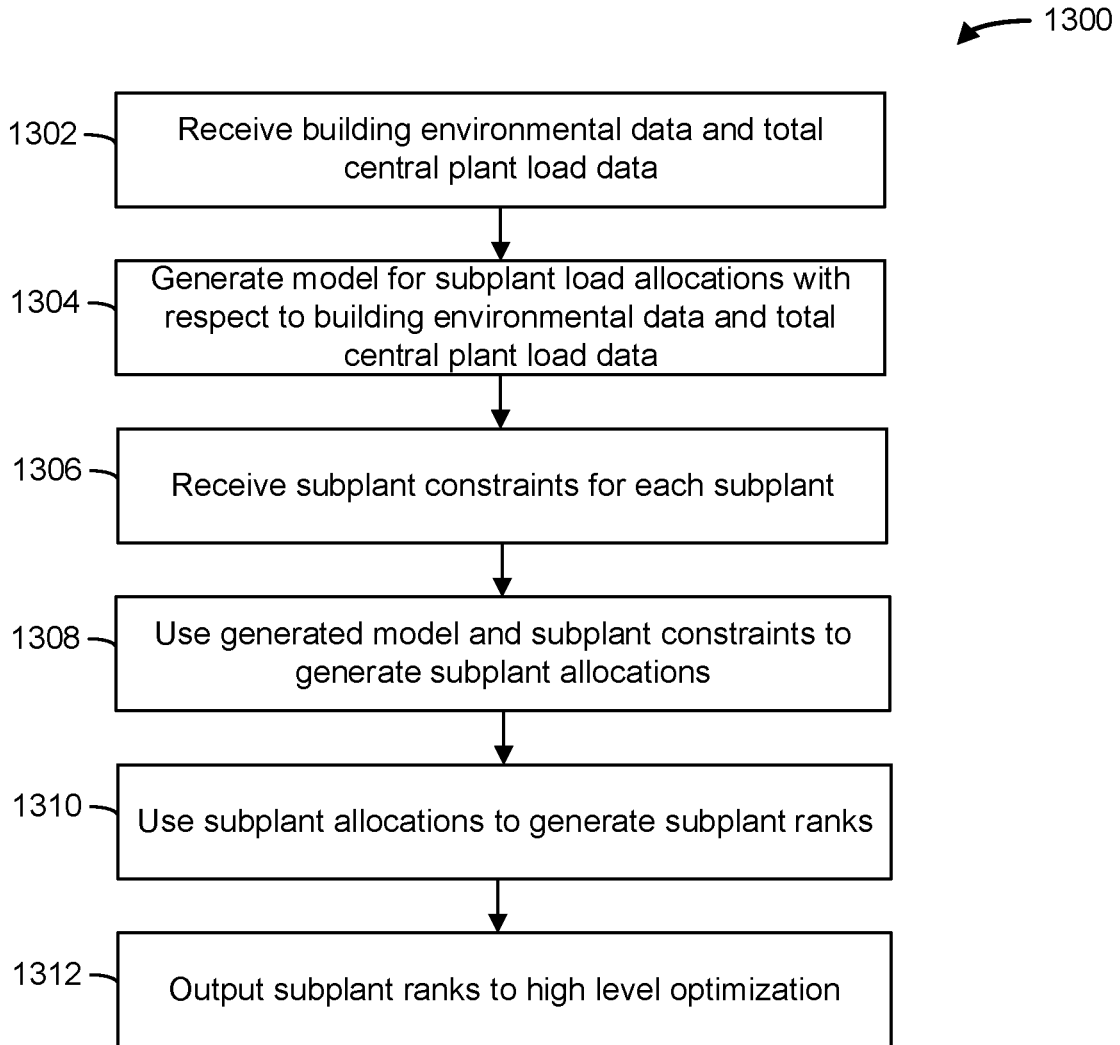 1300
1302
Receive building environmental data and total
central plant load data
1304
Generate model for subplant load allocations with
respect to building environmental data and total
central plant load data
1306
Receive subplant constraints for each subplant
1308
Use generated model and subplant constraints to
generate subplant allocations
1310
Use subplant allocations to generate subplant ranks
1312
Output subplant ranks to high level optimization